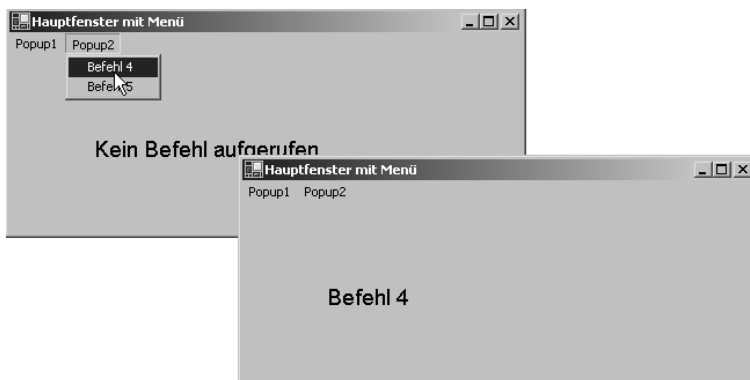 Hauptfenster mit Menü
Popup1 Popup2
Befehl 4
Befehl 5
Kein Befehl aufgerufen
Hauptfenster mit Menü
Popup1 Popup2
Befehl 4